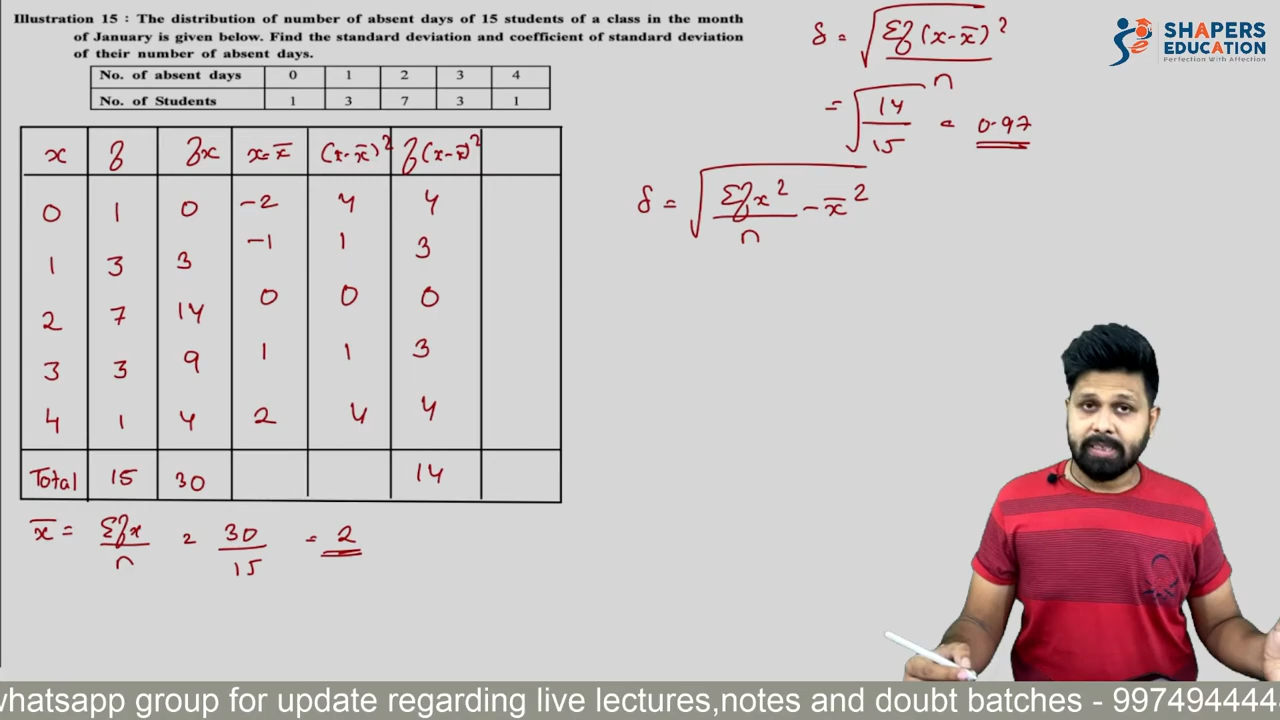 Illustration 15 : The distribution of number of absent days of 15 students of a class in the month
of January is given below. Find the standard deviation and coefficient of standard deviation
of their number of absent days.
No. of absent days 0 1 2 3 4
No. of Students 1 3 7 3 1
x f fx x-x̄ (x-x̄)² f(x-x̄)²
0 1 0 -2 4 4
1 3 3 -1 1 3
2 7 14 0 0 0
3 3 9 1 1 3
4 1 4 2 4 4
Total 15 30 14
x̄ = Σfx/n = 30/15 = 2
s = √(Σf(x-x̄)²/n)
= √(14/15) = 0.97
s = √(Σfx²/n - x̄²)
SHAPERS
EDUCATION
Perfection With Affection
whatsapp group for update regarding live lectures,notes and doubt batches - 997494444